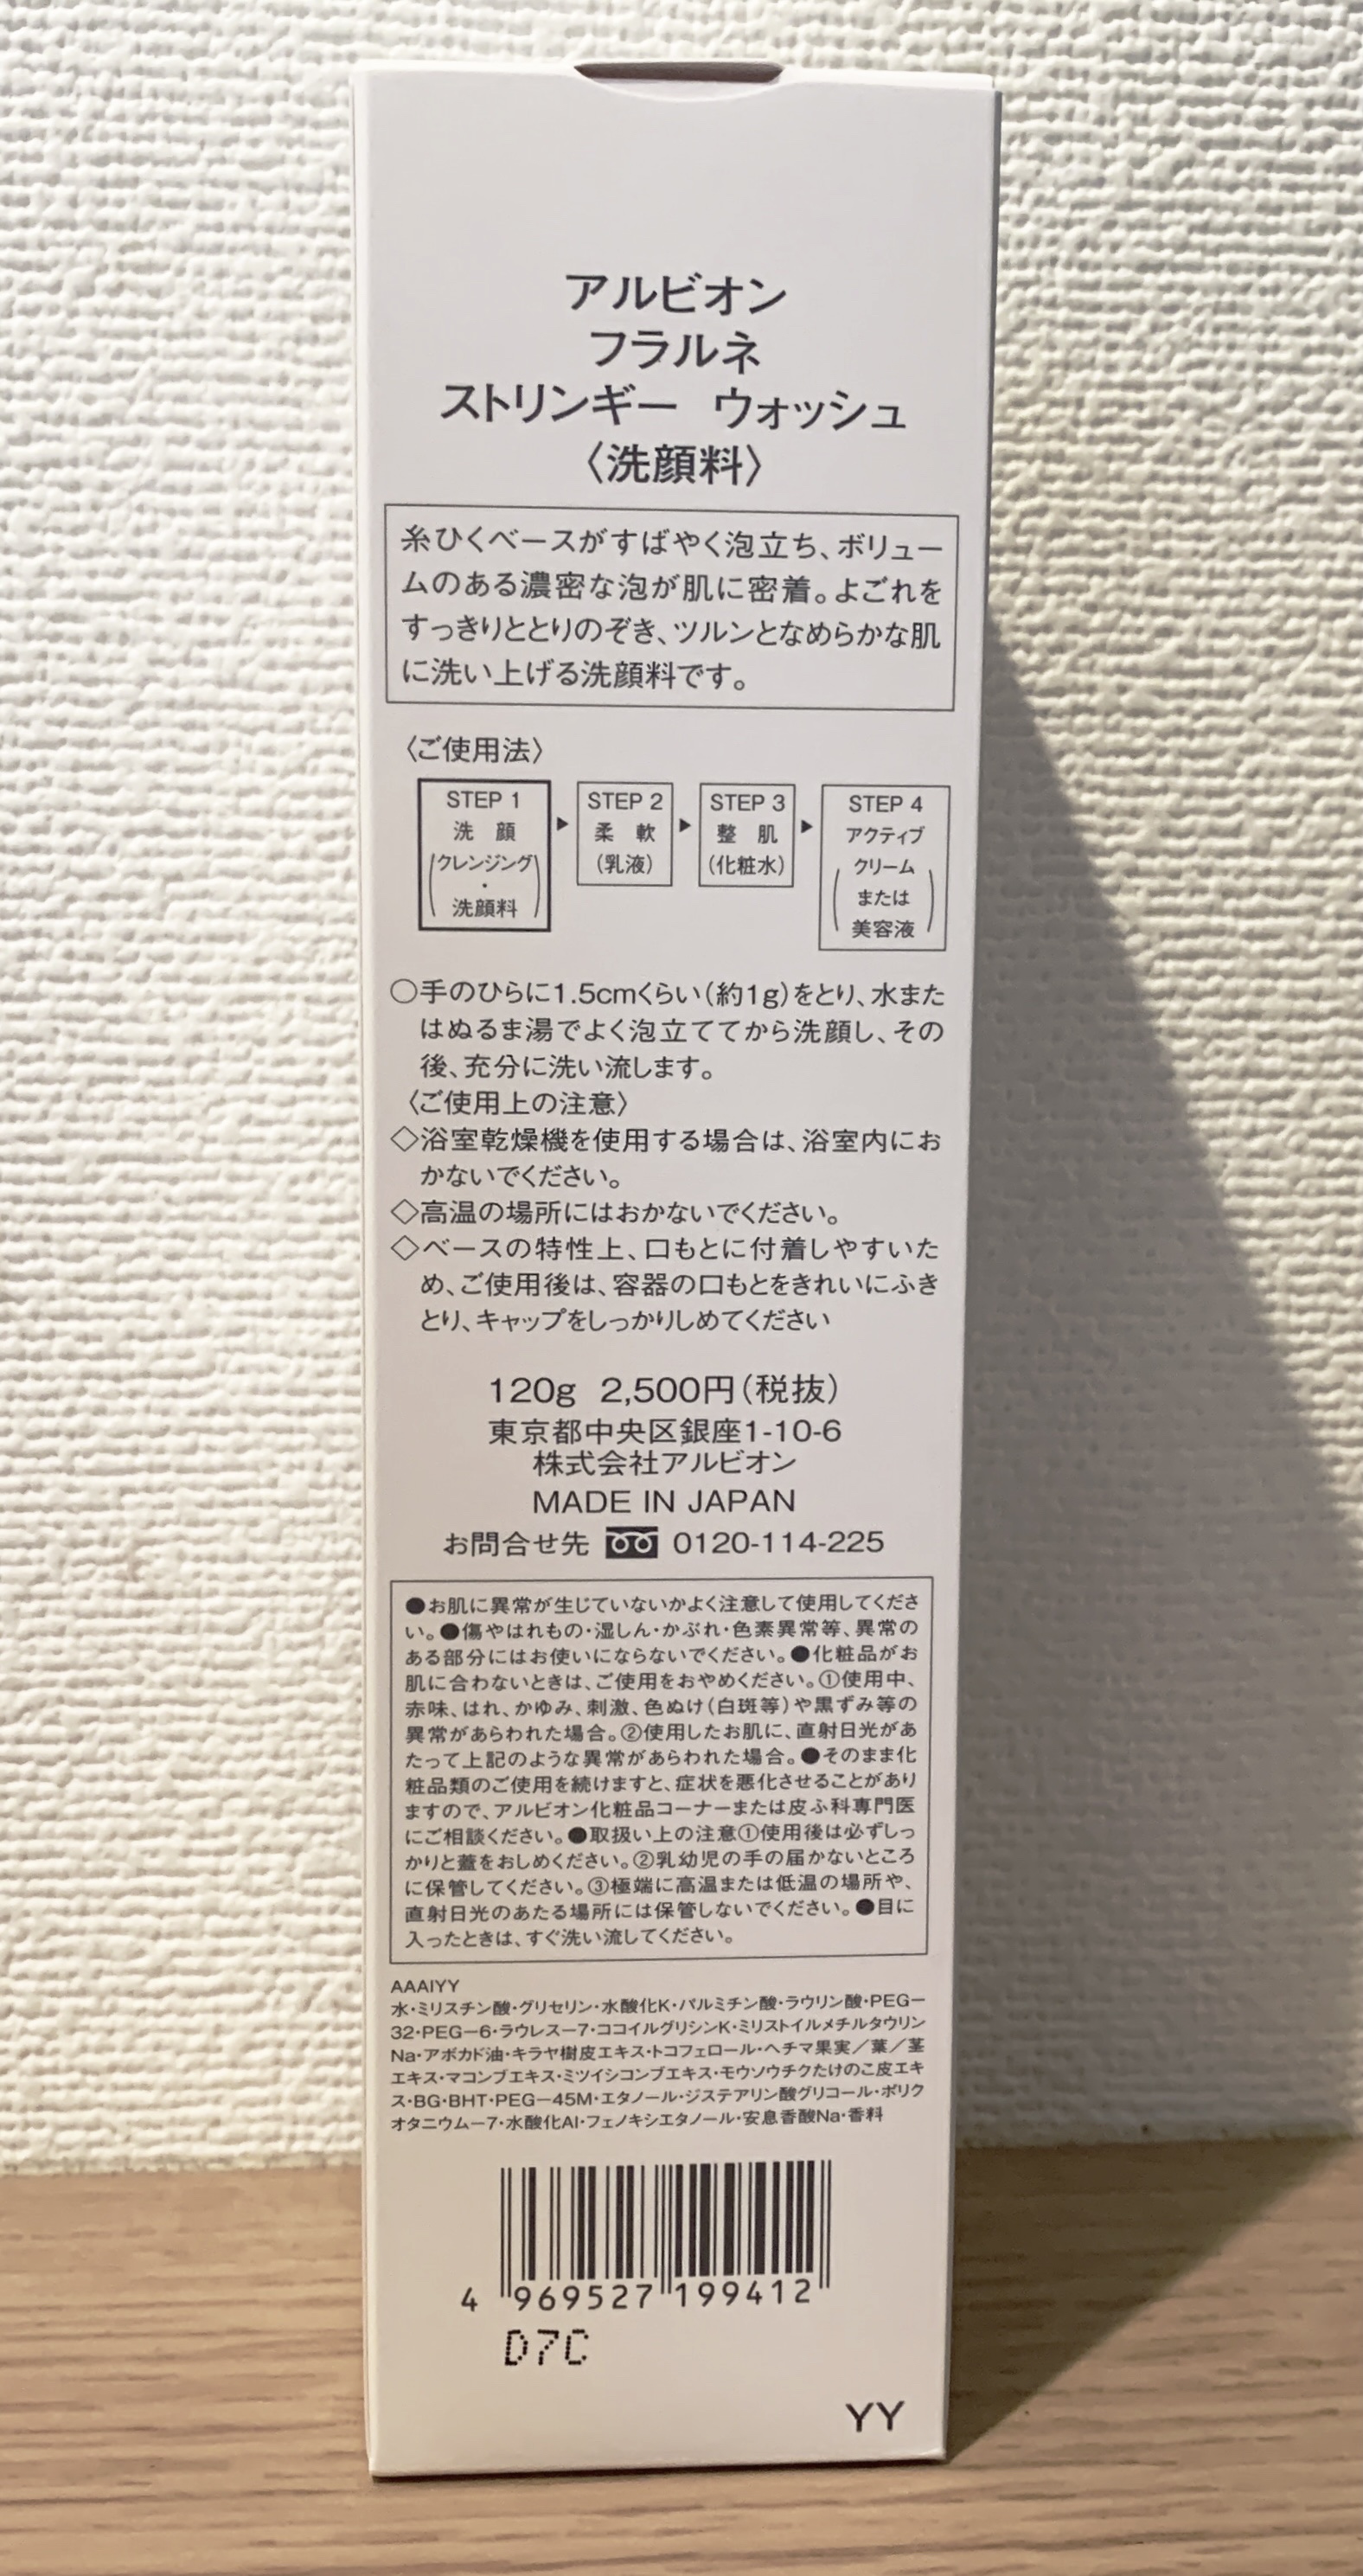 アルビオン
フラルネ
ストリンギー ウォッシュ
〈洗顔料〉
糸ひくベースがすばやく泡立ち、ボリュー
ムのある濃密な泡が肌に密着。よごれを
すっきりととりのぞき、ツルンとなめらかな肌
に洗い上げる洗顔料です。
〈ご使用法〉
STEP 1
洗 顔
(クレンジング
・
洗顔料)
▶
STEP 2
柔 軟
(乳液)
▶
STEP 3
整 肌
(化粧水)
▶
STEP 4
アクティブ
(クリーム
または
美容液)
○手のひらに1.5cmくらい(約1g)をとり、水また
はぬるま湯でよく泡立ててから洗顔し、その
後、充分に洗い流します。
〈ご使用上の注意〉
◇浴室乾燥機を使用する場合は、浴室内にお
かないでください。
◇高温の場所にはおかないでください。
◇ベースの特性上、口もとに付着しやすいた
め、ご使用後は、容器の口もとをきれいにふき
とり、キャップをしっかりしめてください
120g 2,500円(税抜)
東京都中央区銀座1-10-6
株式会社アルビオン
MADE IN JAPAN
お問合せ先 0120-114-225
●お肌に異常が生じていないかよく注意して使用してくださ
い。●傷やはれもの・湿しん・かぶれ・色素異常等、異常の
ある部分にはお使いにならないでください。●化粧品がお
肌に合わないときは、ご使用をおやめください。①使用中、
赤味、はれ、かゆみ、刺激、色ぬけ(白斑等)や黒ずみ等の
異常があらわれた場合。②使用したお肌に、直射日光があ
たって上記のような異常があらわれた場合。●そのまま化
粧品類のご使用を続けますと、症状を悪化させることがあり
ますので、アルビオン化粧品コーナーまたは皮ふ科専門医
にご相談ください。●取扱い上の注意①使用後は必ずしっ
かりと蓋をおしめください。②乳幼児の手の届かないところ
に保管してください。③極端に高温または低温の場所や、
直射日光のあたる場所には保管しないでください。●目に
入ったときは、すぐ洗い流してください。
AAAIYY
水・ミリスチン酸・グリセリン・水酸化K・パルミチン酸・ラウリン酸・PEG－
32・PEG－6・ラウレス－7・ココイルグリシンK・ミリストイルメチルタウリン
Na・アボカド油・キラヤ樹皮エキス・トコフェロール・ヘチマ果実／葉／茎
エキス・マコンブエキス・ミツイシコンブエキス・モウソウチクたけのこ皮エキ
ス・BG・BHT・PEG－45M・エタノール・ジステアリン酸グリコール・ポリク
オタニウム－7・水酸化Al・フェノキシエタノール・安息香酸Na・香料
4 969527 199412
D7C
YY